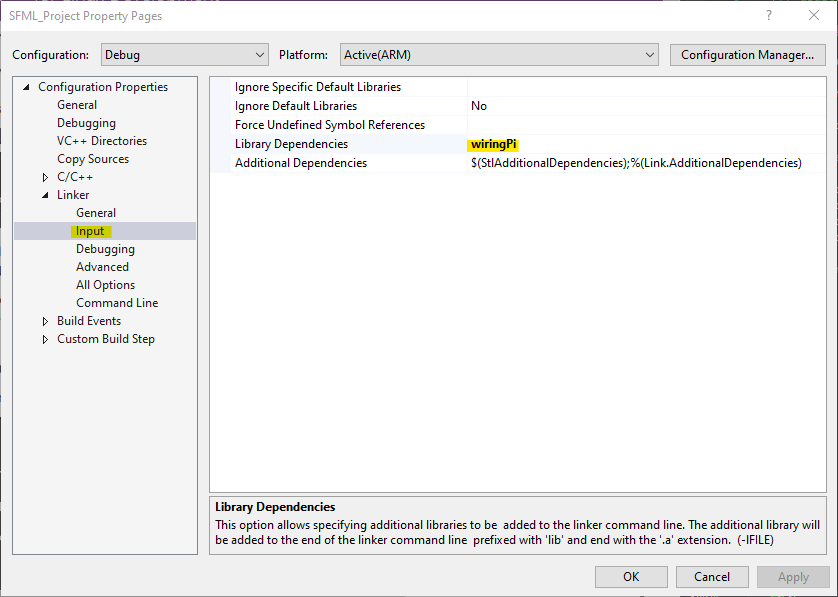 SFML_Project Property Pages
?
Configuration: Debug Platform: Active(ARM) Configuration Manager...
Configuration Properties
General
Debugging
VC++ Directories
Copy Sources
C/C++
Linker
General
Input
Debugging
Advanced
All Options
Command Line
Build Events
Custom Build Step
Ignore Specific Default Libraries
Ignore Default Libraries No
Force Undefined Symbol References
Library Dependencies wiringPi
Additional Dependencies $(StlAdditionalDependencies);%(Link.AdditionalDependencies)
Library Dependencies
This option allows specifying additional libraries to be  added to the linker command line. The additional library will
be added to the end of the linker command line  prefixed with 'lib' and end with the '.a' extension.  (-lFILE)
OK Cancel Apply